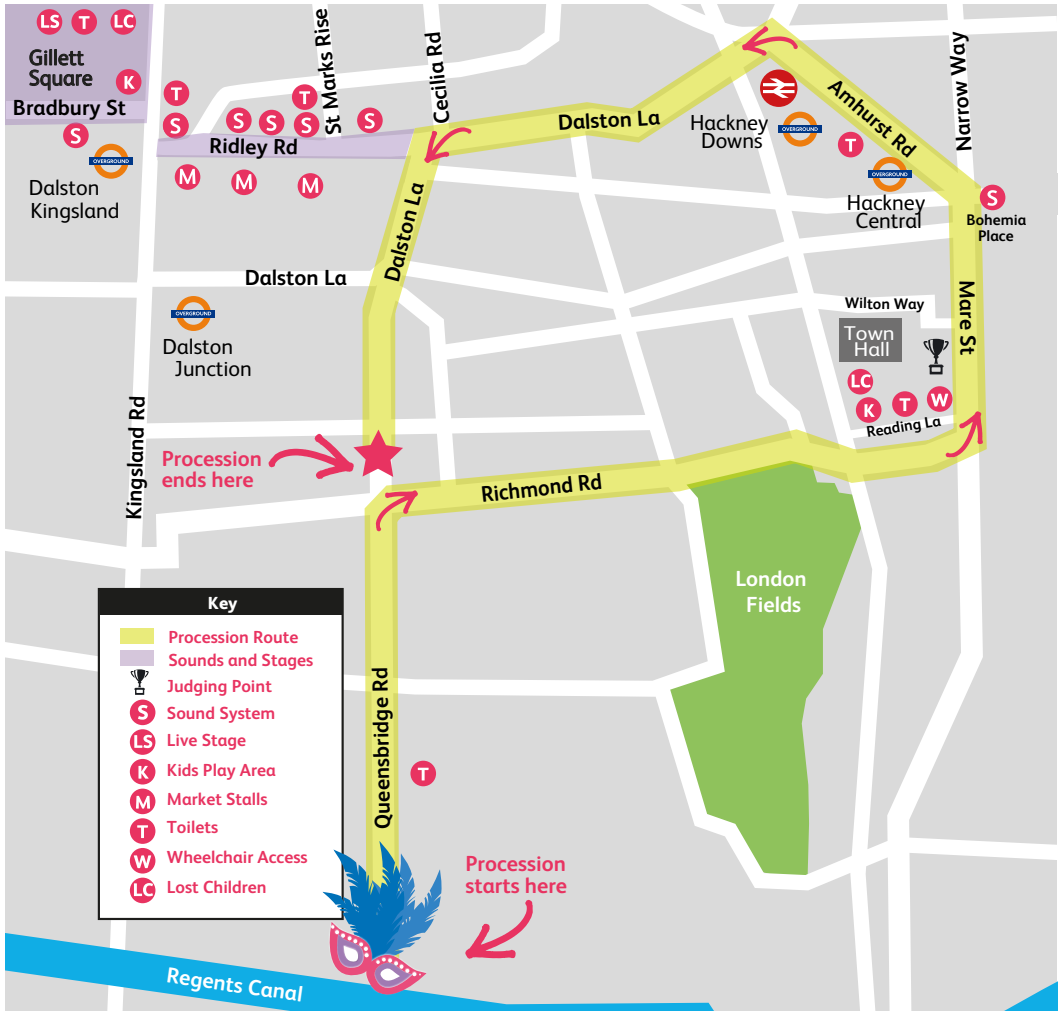 LS T LC
Gillett
Square
K
Bradbury St
S
OVERGROUND
Dalston
Kingsland
T
S
S
S
T
S
S
St Marks Rise
Ridley Rd
M
M
M
Cecilia Rd
Dalston La
Hackney
Downs
OVERGROUND
T
Amhurst Rd
Narrow Way
OVERGROUND
Hackney
Central
S
Bohemia
Place
Dalston La
Dalston La
OVERGROUND
Dalston
Junction
Wilton Way
Town
Hall
Mare St
LC
K
T
W
Reading La
Kingsland Rd
Procession
ends here
Richmond Rd
London
Fields
Key
Procession Route
Sounds and Stages
Judging Point
S Sound System
LS Live Stage
K Kids Play Area
M Market Stalls
T Toilets
W Wheelchair Access
LC Lost Children
Queensbridge Rd
T
Procession
starts here
Regents Canal